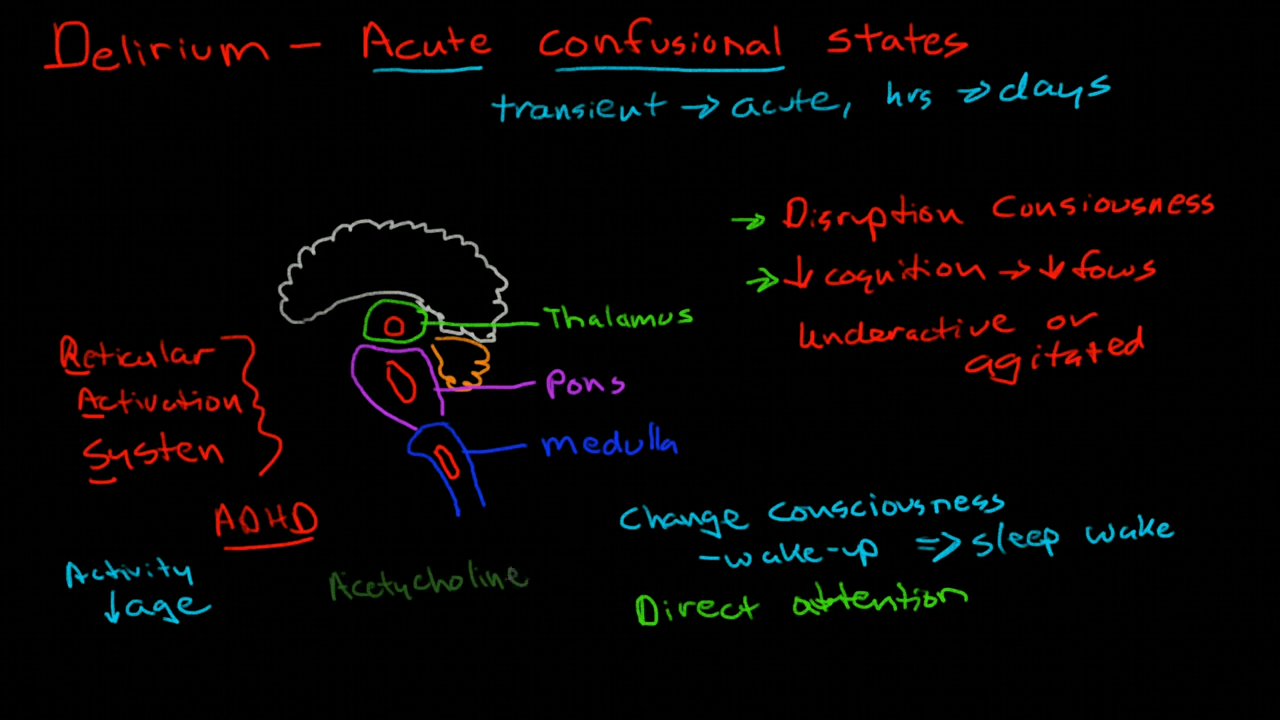 Delirium - Acute confusional states
transient → acute, hrs → days
→ Disruption Consiousness
→ ↓ cognition → ↓ focus
Underactive or
agitated
Thalamus
Pons
medulla
Reticular
Activation
Systen
ADHD
Activity
↓ age
Acetycholine
Change consciousness
-wake-up => sleep wake
Direct attention